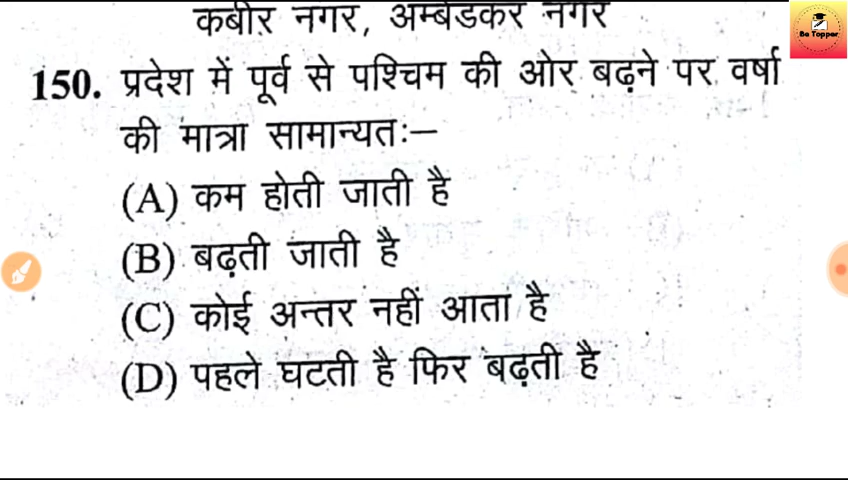 कबीर नगर, अम्बेडकर नगर
Be Topper
150. प्रदेश में पूर्व से पश्चिम की ओर बढ़ने पर वर्षा
की मात्रा सामान्यतः–
(A) कम होती जाती है
(B) बढ़ती जाती है
(C) कोई अन्तर नहीं आता है
(D) पहले घटती है फिर बढ़ती है